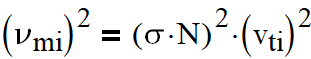 (ν_mi)² = (σ·N)²·(v_ti)²